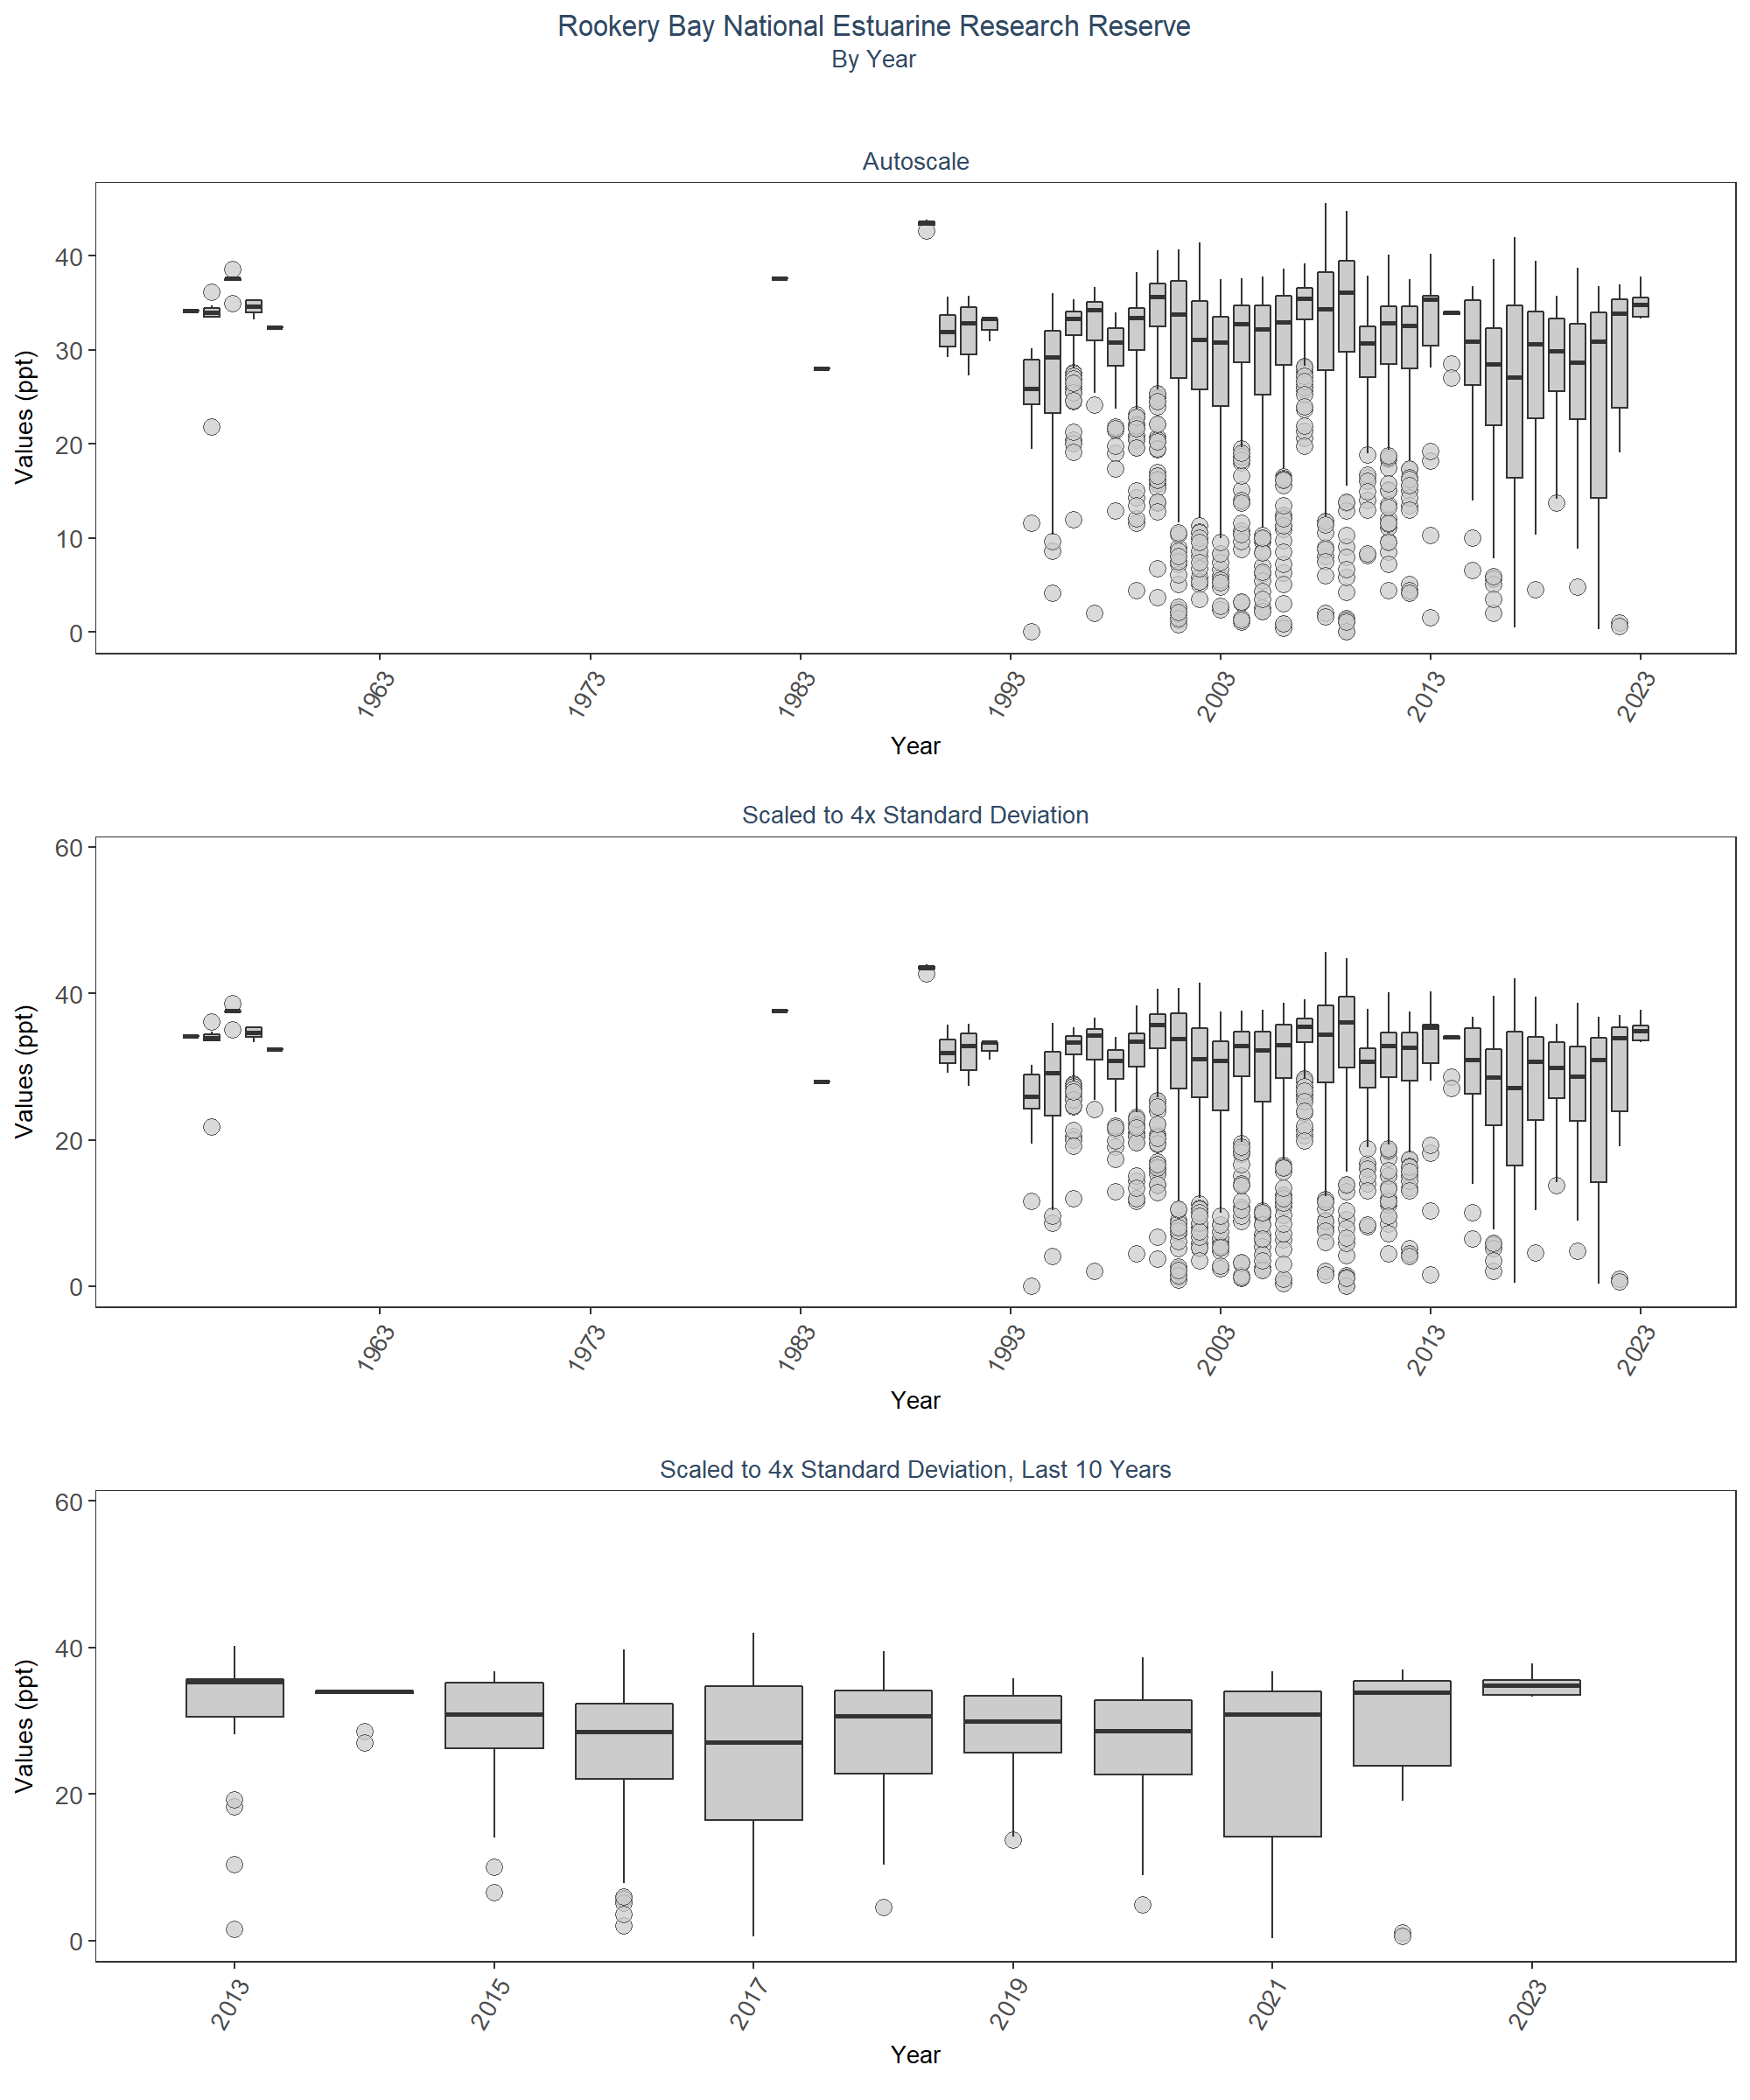 Rookery Bay National Estuarine Research Reserve
By Year
Autoscale
Values (ppt)
40
30
20
10
0
1963 1973 1983 1993 2003 2013 2023
Year
Scaled to 4x Standard Deviation
Values (ppt)
60
40
20
0
1963 1973 1983 1993 2003 2013 2023
Year
Scaled to 4x Standard Deviation, Last 10 Years
Values (ppt)
60
40
20
0
2013 2015 2017 2019 2021 2023
Year